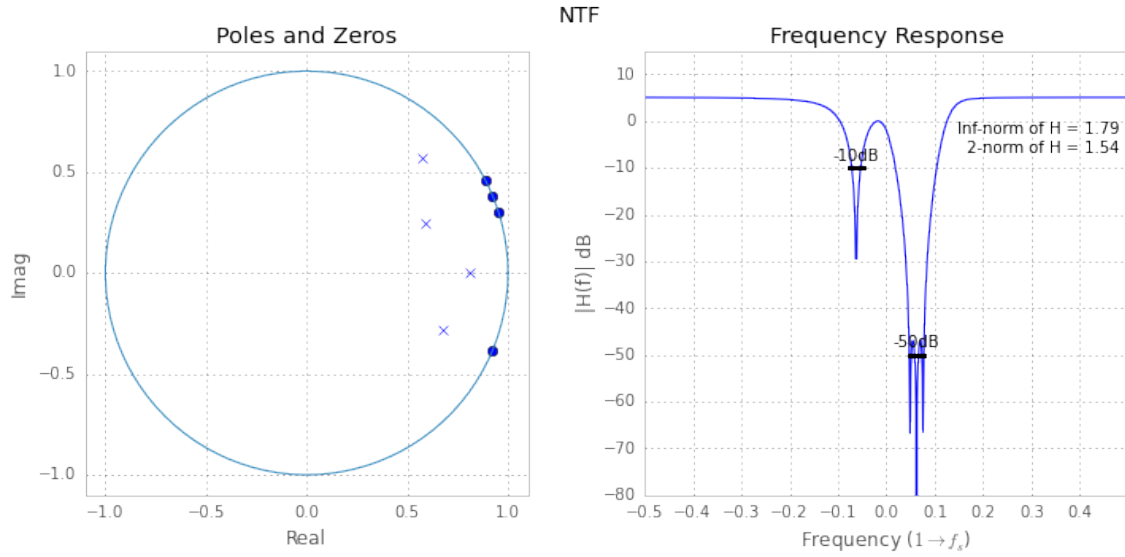 NTF
Poles and Zeros
1.0
0.5
0.0
−0.5
−1.0
Imag
−1.0
−0.5
0.0
0.5
1.0
Real
Frequency Response
10
0
−10
−20
−30
−40
−50
−60
−70
−80
|H(f)| dB
Inf-norm of H = 1.79
2-norm of H = 1.54
-10dB
-50dB
−0.5
−0.4
−0.3
−0.2
−0.1
0.0
0.1
0.2
0.3
0.4
Frequency (1→fₛ)